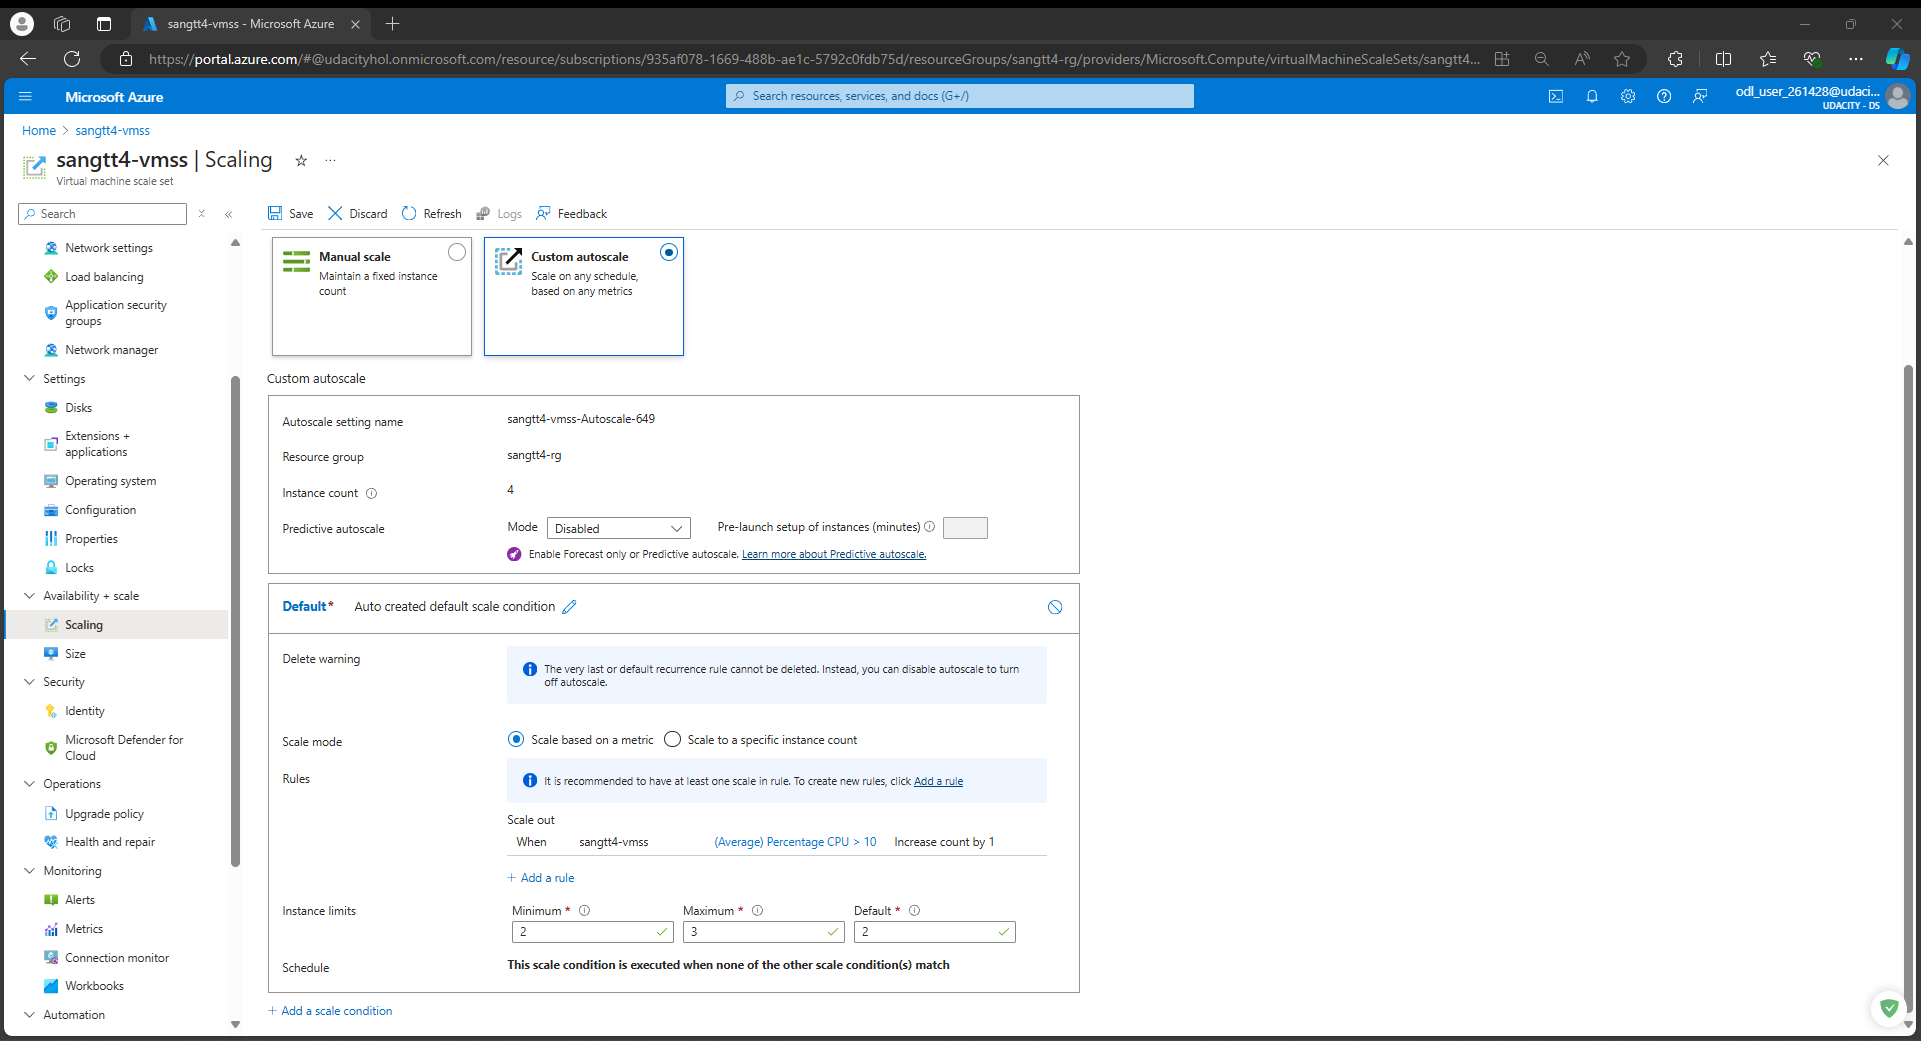 sangtt4-vmss - Microsoft Azure
https://portal.azure.com/#@udacityhol.onmicrosoft.com/resource/subscriptions/935af078-1669-488b-ae1c-5792c0fdb75d/resourceGroups/sangtt4-rg/providers/Microsoft.Compute/virtualMachineScaleSets/sangtt4...
Microsoft Azure
Search resources, services, and docs (G+/)
odl_user_261428@udaci...
UDACITY - DS
Home > sangtt4-vmss
sangtt4-vmss | Scaling
Virtual machine scale set
Search
Save
Discard
Refresh
Logs
Feedback
Network settings
Load balancing
Application security
groups
Network manager
Settings
Disks
Extensions +
applications
Operating system
Configuration
Properties
Locks
Availability + scale
Scaling
Size
Security
Identity
Microsoft Defender for
Cloud
Operations
Upgrade policy
Health and repair
Monitoring
Alerts
Metrics
Connection monitor
Workbooks
Automation
Manual scale
Maintain a fixed instance
count
Custom autoscale
Scale on any schedule,
based on any metrics
Custom autoscale
Autoscale setting name
sangtt4-vmss-Autoscale-649
Resource group
sangtt4-rg
Instance count
4
Predictive autoscale
Mode
Disabled
Pre-launch setup of instances (minutes)
Enable Forecast only or Predictive autoscale. Learn more about Predictive autoscale.
Default*
Auto created default scale condition
Delete warning
The very last or default recurrence rule cannot be deleted. Instead, you can disable autoscale to turn
off autoscale.
Scale mode
Scale based on a metric
Scale to a specific instance count
Rules
It is recommended to have at least one scale in rule. To create new rules, click Add a rule
Scale out
When
sangtt4-vmss
(Average) Percentage CPU > 10
Increase count by 1
+ Add a rule
Instance limits
Minimum *
Maximum *
Default *
2
3
2
Schedule
This scale condition is executed when none of the other scale condition(s) match
+ Add a scale condition